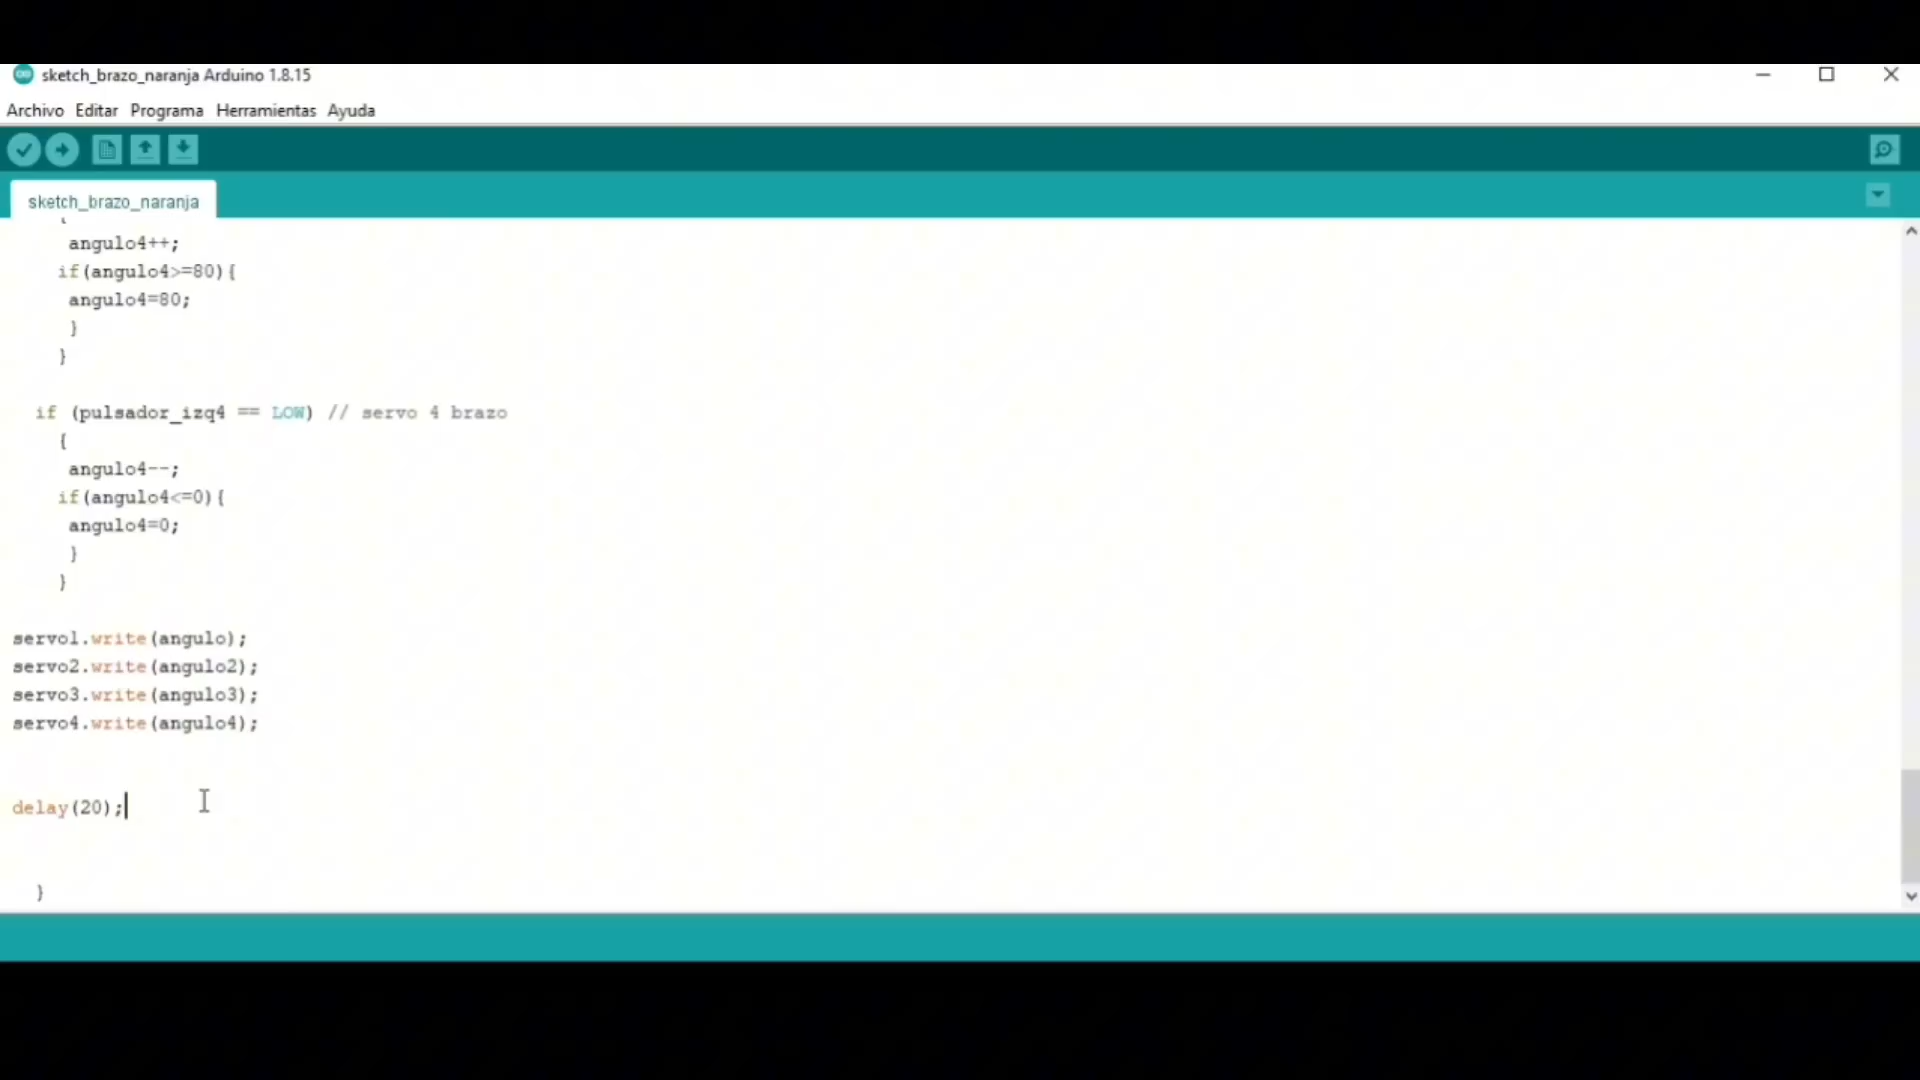 sketch_brazo_naranja Arduino 1.8.15
Archivo Editar Programa Herramientas Ayuda
sketch_brazo_naranja
{
angulo4++;
if(angulo4>=80){
angulo4=80;
}
}
if (pulsador_izq4 == LOW) // servo 4 brazo
{
angulo4--;
if(angulo4<=0){
angulo4=0;
}
}
servo1.write(angulo);
servo2.write(angulo2);
servo3.write(angulo3);
servo4.write(angulo4);
delay(20);
}